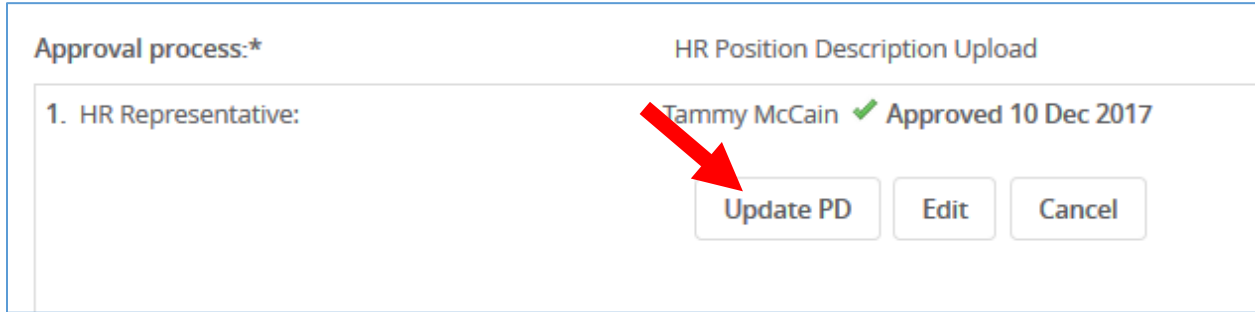 Approval process:* HR Position Description Upload
1. HR Representative: Tammy McCain Approved 10 Dec 2017
Update PD Edit Cancel